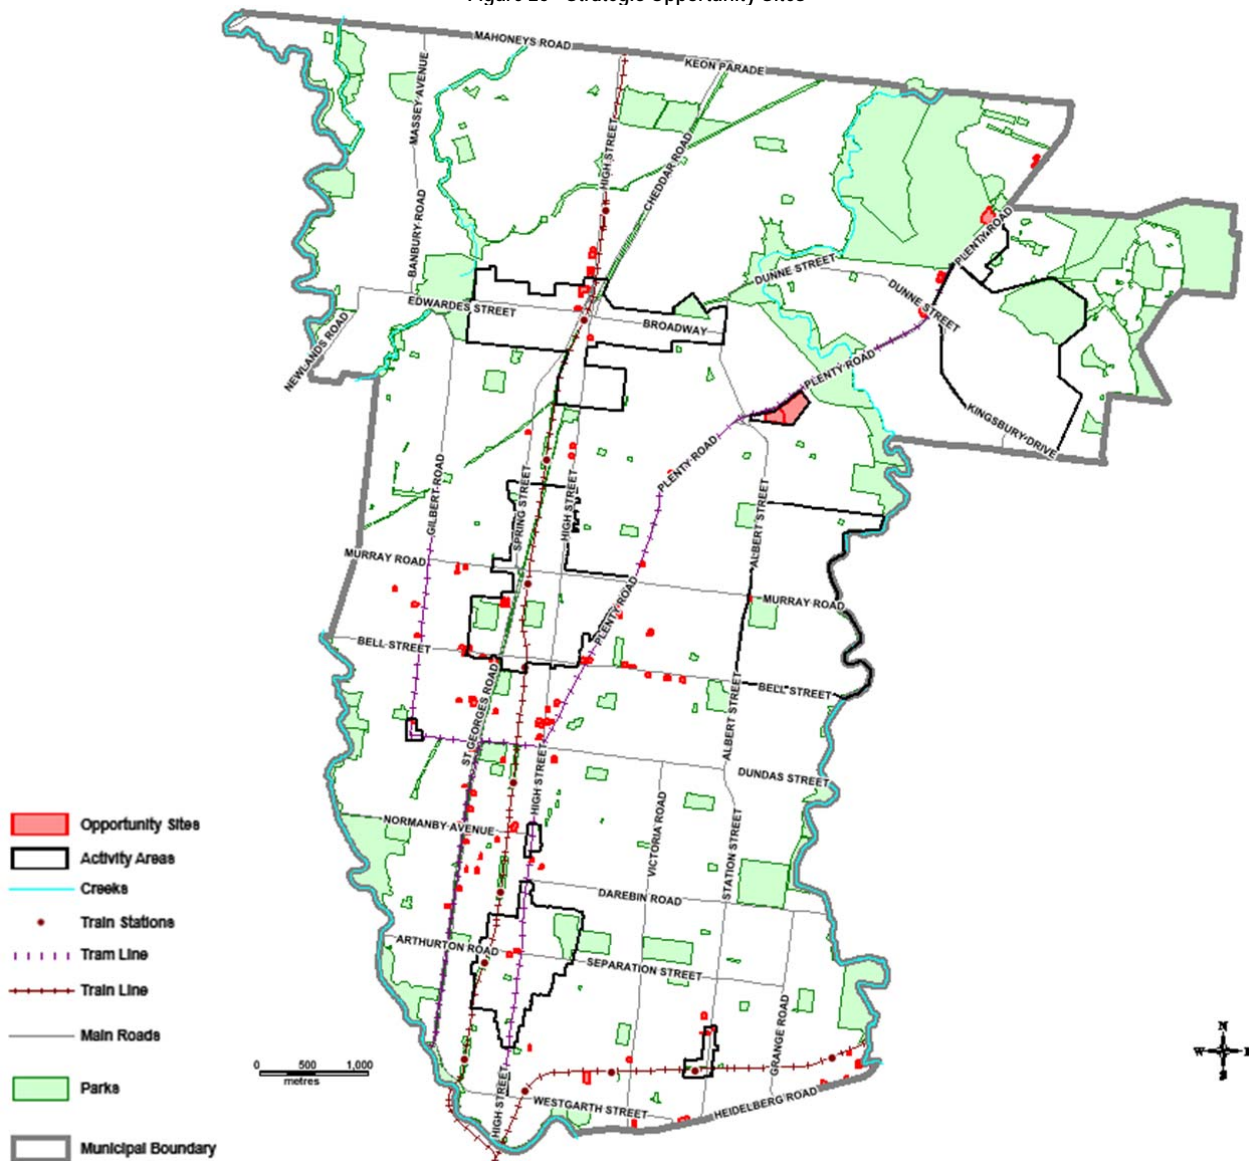 Figure 20 - Strategic Opportunity Sites
MAHONEYS ROAD
KEON PARADE
MASSEY AVENUE
HIGH STREET
CHEDDAR ROAD
BANBURY ROAD
PLENTY ROAD
DUNNE STREET
DUNNE STREET
EDWARDES STREET
BROADWAY
NEWLANDS ROAD
PLENTY ROAD
KINGSBURY DRIVE
PLENTY ROAD
GILBERT ROAD
SPRING STREET
HIGH STREET
ALBERT STREET
MURRAY ROAD
PLENTY ROAD
MURRAY ROAD
BELL STREET
BELL STREET
ST GEORGES ROAD
ALBERT STREET
HIGH STREET
DUNDAS STREET
VICTORIA ROAD
STATION STREET
NORMANBY AVENUE
DAREBIN ROAD
ARTHURTON ROAD
SEPARATION STREET
GRANGE ROAD
HIGH STREET
WESTGARTH STREET
HEIDELBERG ROAD
Opportunity Sites
Activity Areas
Creeks
Train Stations
Tram Line
Train Line
Main Roads
Parks
Municipal Boundary
0 500 1,000
metres
N
W E
S